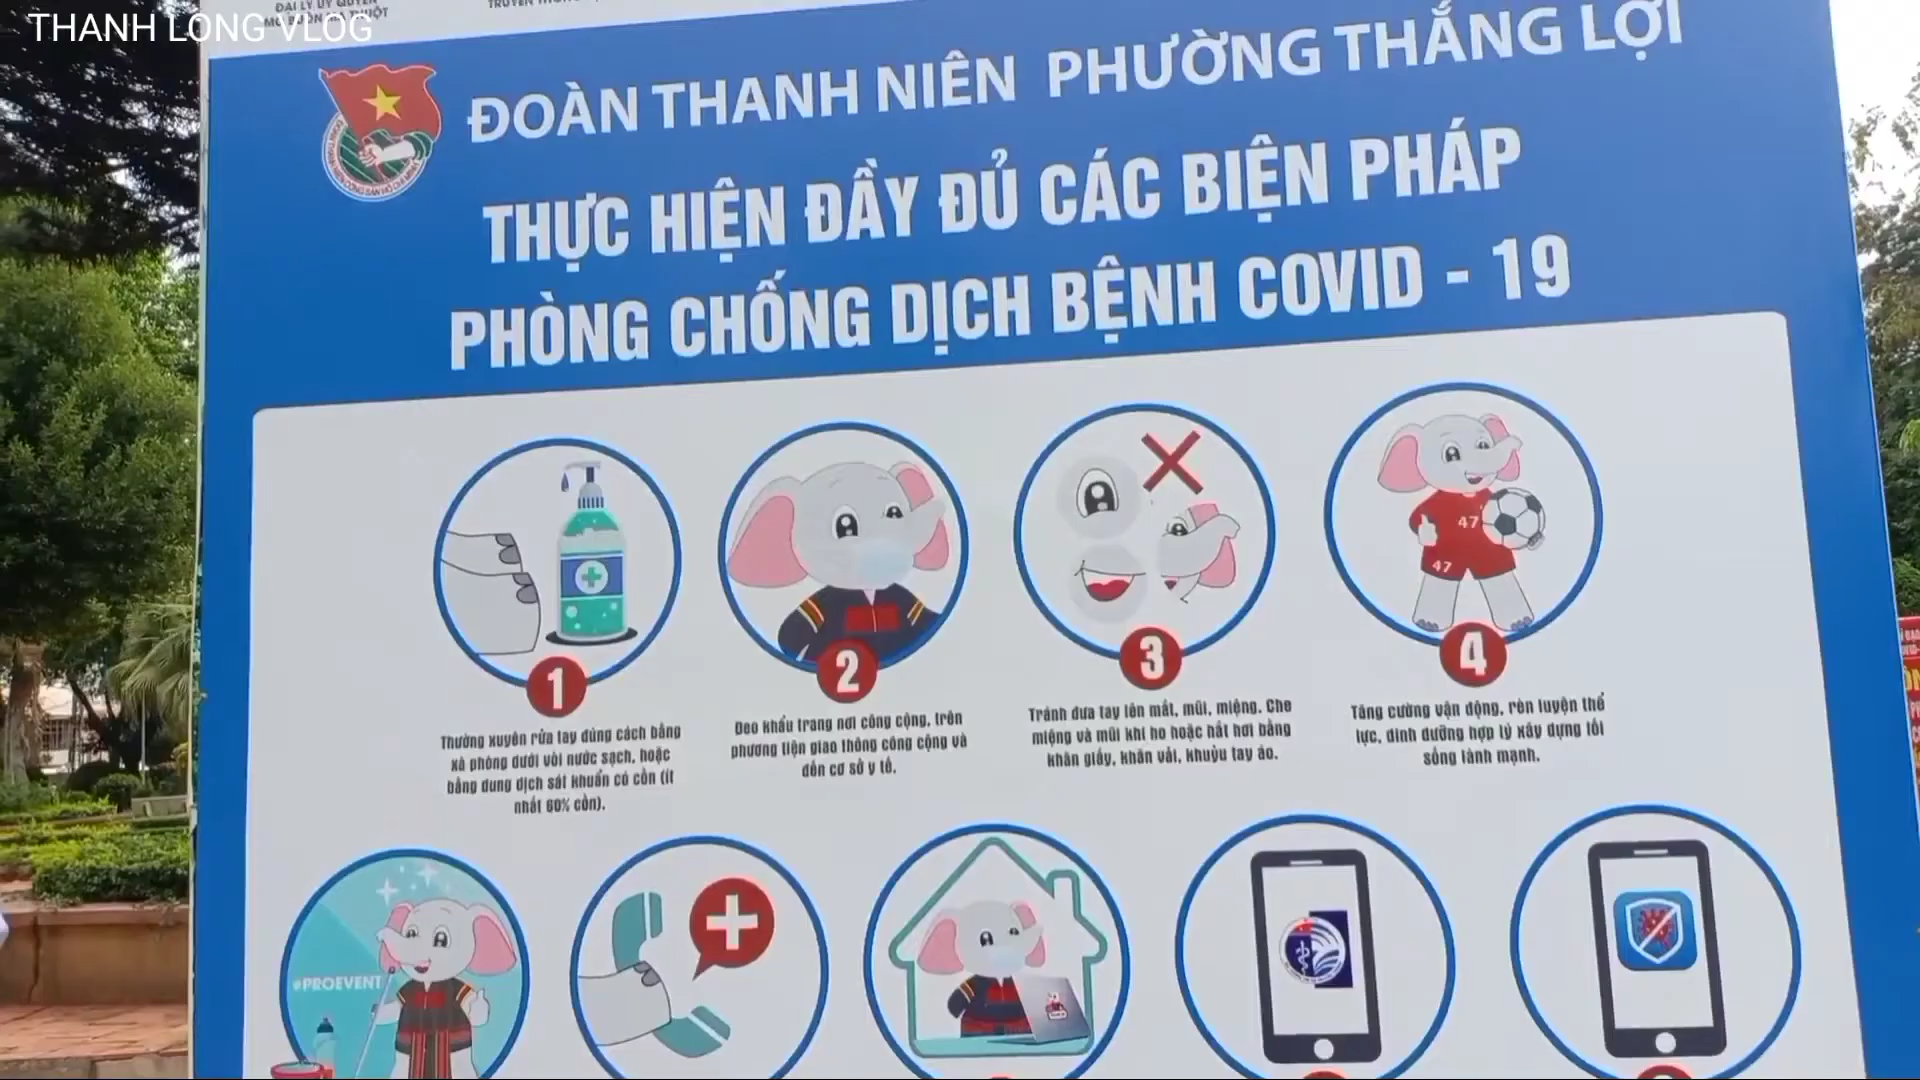 ĐẠI LÝ ỦY QUYỀN
THANH LONG VLOG
ĐOÀN THANH NIÊN PHƯỜNG THẮNG LỢI
THỰC HIỆN ĐẦY ĐỦ CÁC BIỆN PHÁP
PHÒNG CHỐNG DỊCH BỆNH COVID - 19
47
47
1
2
3
4
Thường xuyên rửa tay đúng cách bằng
xà phòng dưới vòi nước sạch, hoặc
bằng dung dịch sát khuẩn có cồn (ít
nhất 60% cồn).
Đeo khẩu trang nơi công cộng, trên
phương tiện giao thông công cộng và
đến cơ sở y tế.
Tránh đưa tay lên mắt, mũi, miệng. Che
miệng và mũi khi ho hoặc hắt hơi bằng
khăn giấy, khăn vải, khuỷu tay áo.
Tăng cường vận động, rèn luyện thể
lực, dinh dưỡng hợp lý xây dựng lối
sống lành mạnh.
#PROEVENT